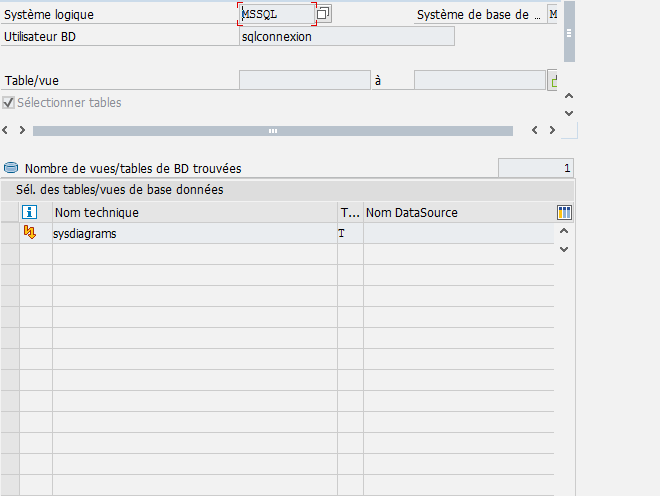 Système logique MSSQL Système de base de ... M
Utilisateur BD sqlconnexion
Table/vue à
Sélectionner tables
Nombre de vues/tables de BD trouvées 1
Sél. des tables/vues de base données
Nom technique T... Nom DataSource
sysdiagrams T